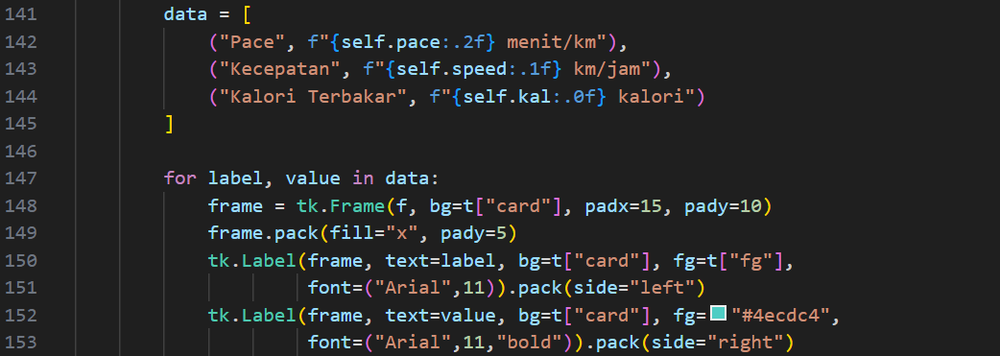 141 data = [
142 ("Pace", f"{self.pace:.2f} menit/km"),
143 ("Kecepatan", f"{self.speed:.1f} km/jam"),
144 ("Kalori Terbakar", f"{self.kal:.0f} kalori")
145 ]
146
147 for label, value in data:
148 frame = tk.Frame(f, bg=t["card"], padx=15, pady=10)
149 frame.pack(fill="x", pady=5)
150 tk.Label(frame, text=label, bg=t["card"], fg=t["fg"],
151 font=("Arial",11)).pack(side="left")
152 tk.Label(frame, text=value, bg=t["card"], fg="#4ecdc4",
153 font=("Arial",11,"bold")).pack(side="right")